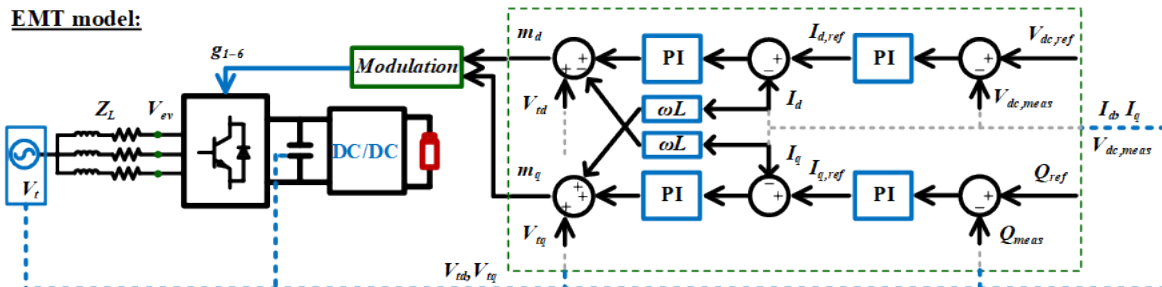 EMT model:
g1-6
Modulation
md
PI
Id,ref
PI
Vdc,ref
Vtd
ωL
Id
Vdc,meas
Id, Iq
ZL
Vev
DC/DC
ωL
Iq
Vdc,meas
Vt
mq
PI
Iq,ref
PI
Qref
Vtq
Qmeas
Vtd,Vtq